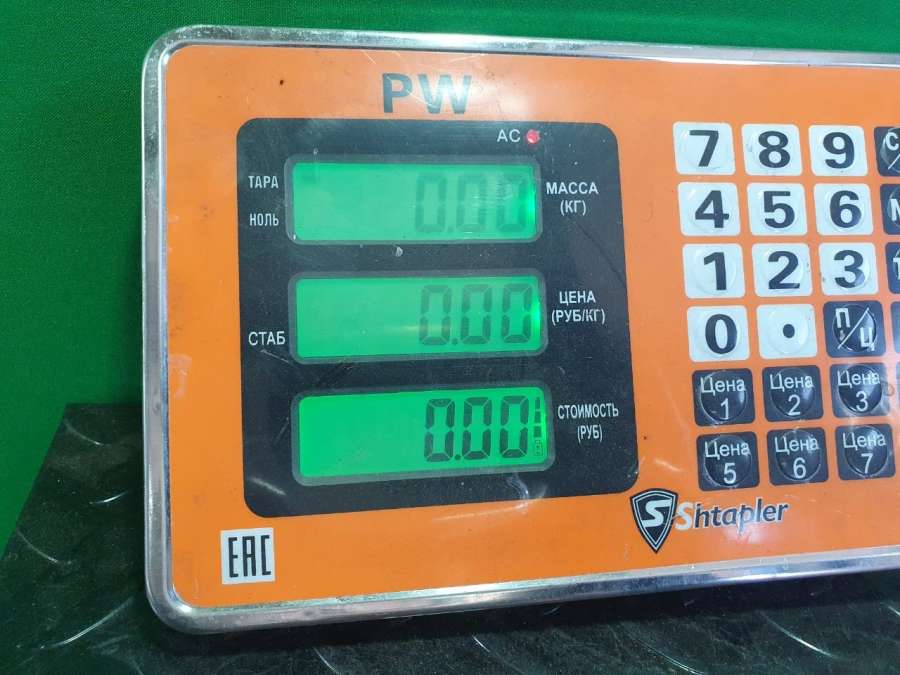 PW
AC
ТАРА
НОЛЬ
0.00
МАССА
(КГ)
СТАБ
0.00
ЦЕНА
(РУБ/КГ)
0.00
СТОИМОСТЬ
(РУБ)
7 8 9
4 5 6
1 2 3
0 . П/Ц
Цена 1 Цена 2 Цена 3
Цена 5 Цена 6 Цена 7
S Shtapler
EAC